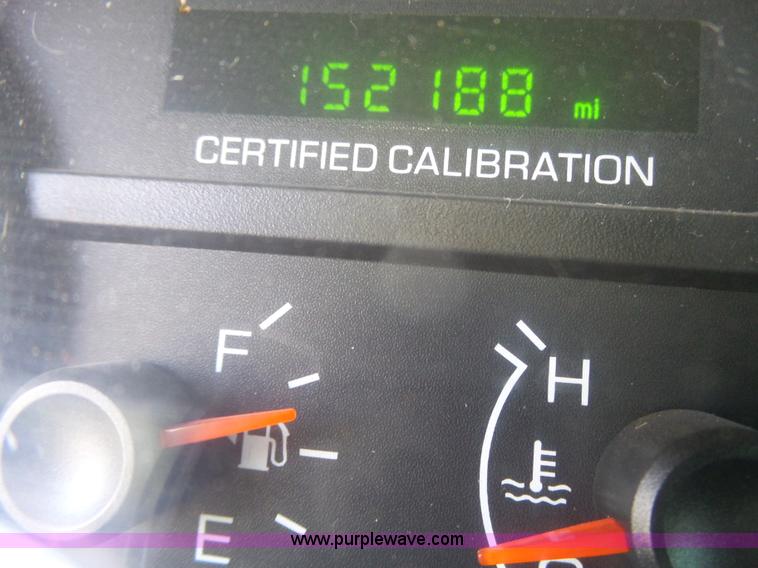 152188 mi
CERTIFIED CALIBRATION
F
H
E
www.purplewave.com